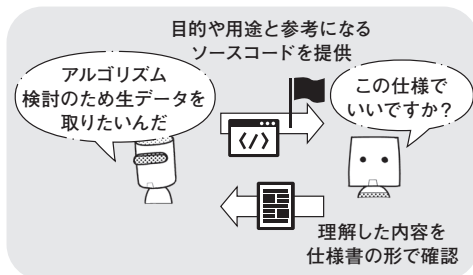 目的や用途と参考になる
ソースコードを提供
アルゴリズム
検討のため生データを
取りたいんだ
この仕様で
いいですか？
</>
理解した内容を
仕様書の形で確認